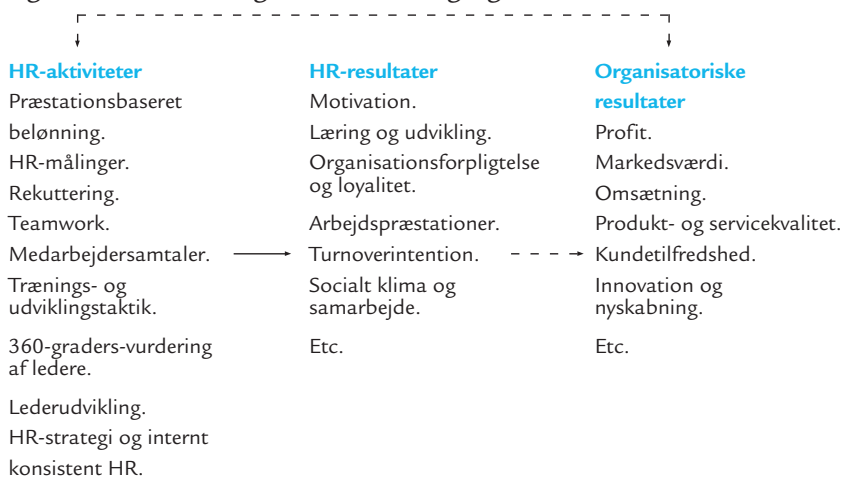 HR-aktiviteter
Præstationsbaseret
belønning.
HR-målinger.
Rekuttering.
Teamwork.
Medarbejdersamtaler.
Trænings- og
udviklingstaktik.
360-graders-vurdering
af ledere.
Lederudvikling.
HR-strategi og internt
konsistent HR.
HR-resultater
Motivation.
Læring og udvikling.
Organisationsforpligtelse
og loyalitet.
Arbejdspræstationer.
Turnoverintention.
Socialt klima og
samarbejde.
Etc.
Organisatoriske
resultater
Profit.
Markedsværdi.
Omsætning.
Produkt- og servicekvalitet.
Kundetilfredshed.
Innovation og
nyskabning.
Etc.